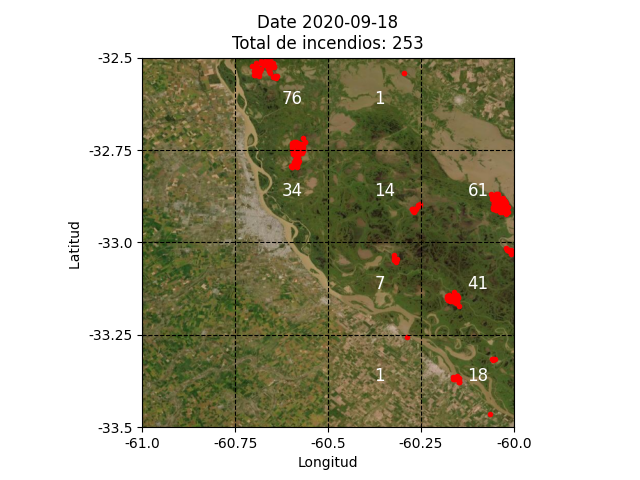 Date 2020-09-18
Total de incendios: 253
-32.5
76 1
-32.75
34 14 61
Latitud
-33.0
7 41
-33.25
1 18
-33.5
-61.0 -60.75 -60.5 -60.25 -60.0
Longitud